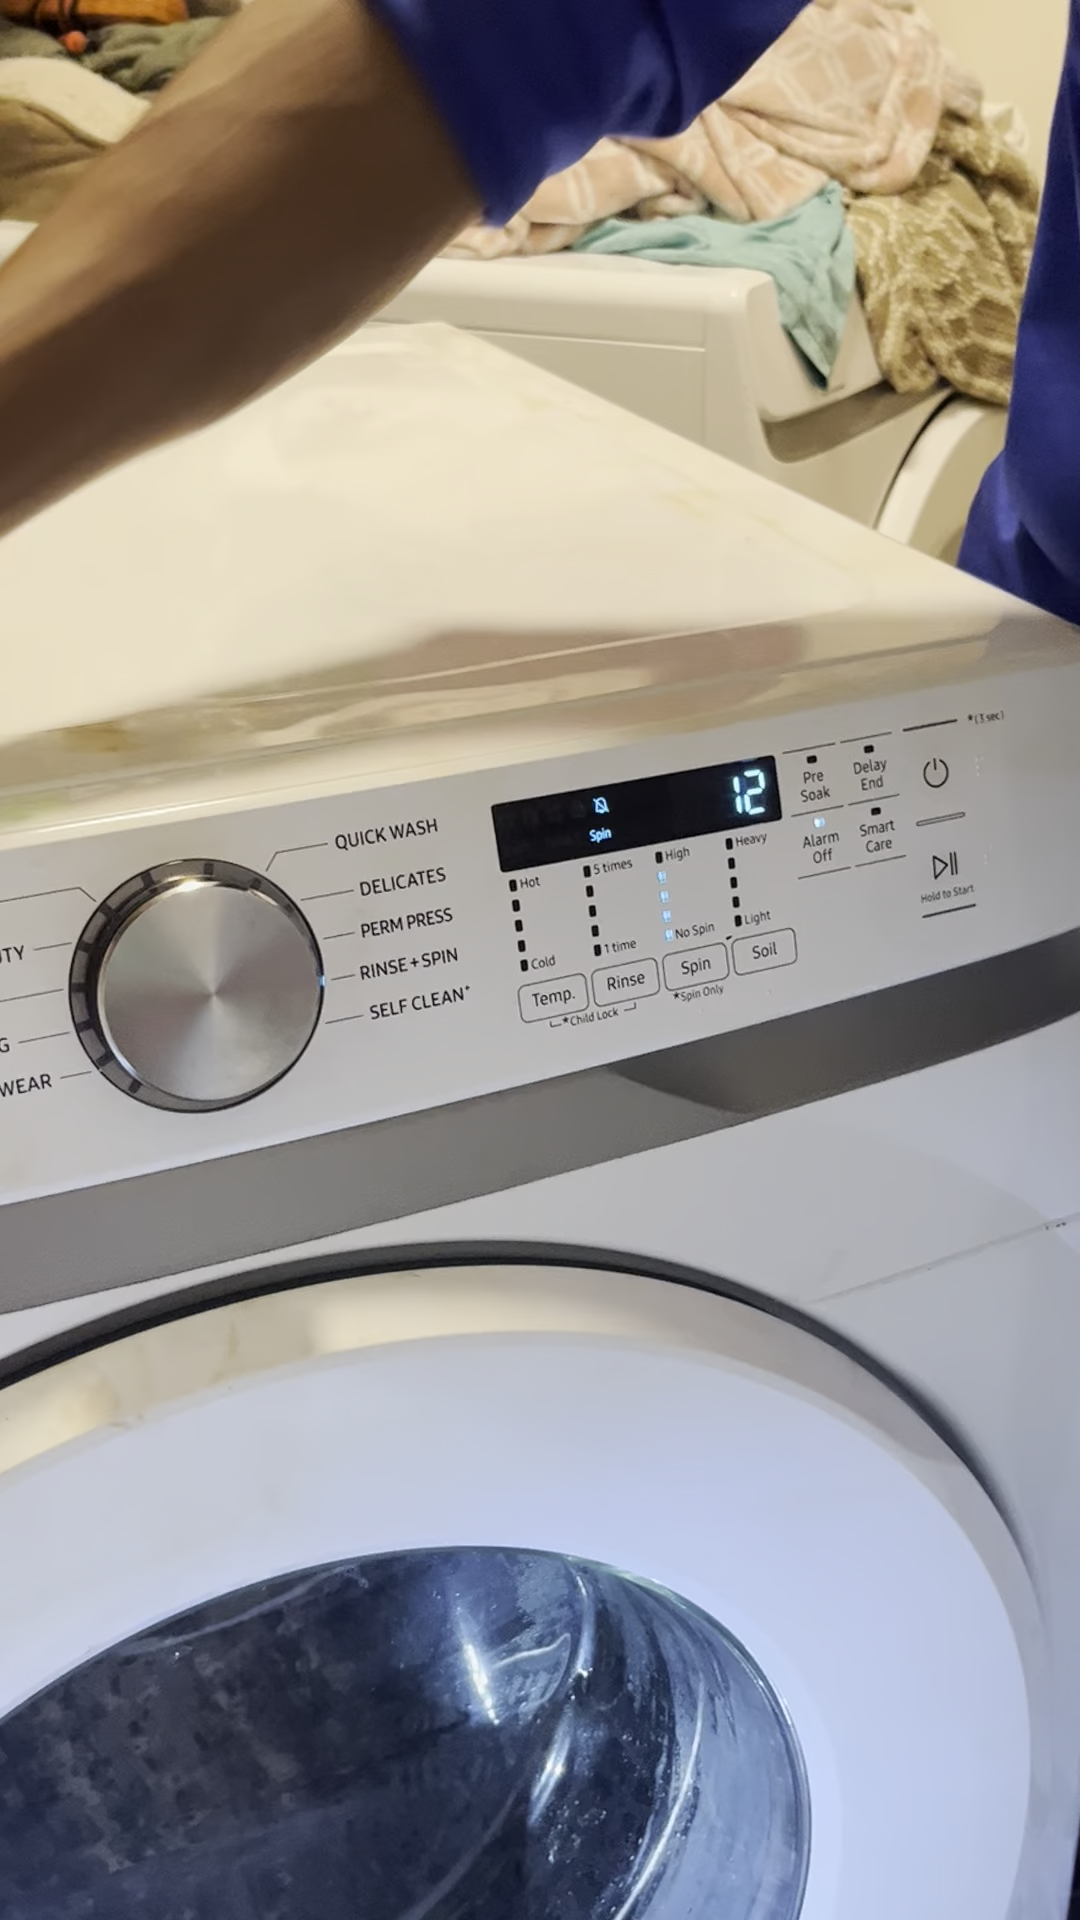 QUICK WASH
DELICATES
PERM PRESS
RINSE+SPIN
SELF CLEAN*
WEAR
12
Spin
Hot
5 times
High
Heavy
Cold
1 time
No Spin
Light
Temp.
Rinse
Spin
Soil
*Child Lock
*Spin Only
Pre
Soak
Delay
End
Alarm
Off
Smart
Care
*(3 sec)
Hold to Start